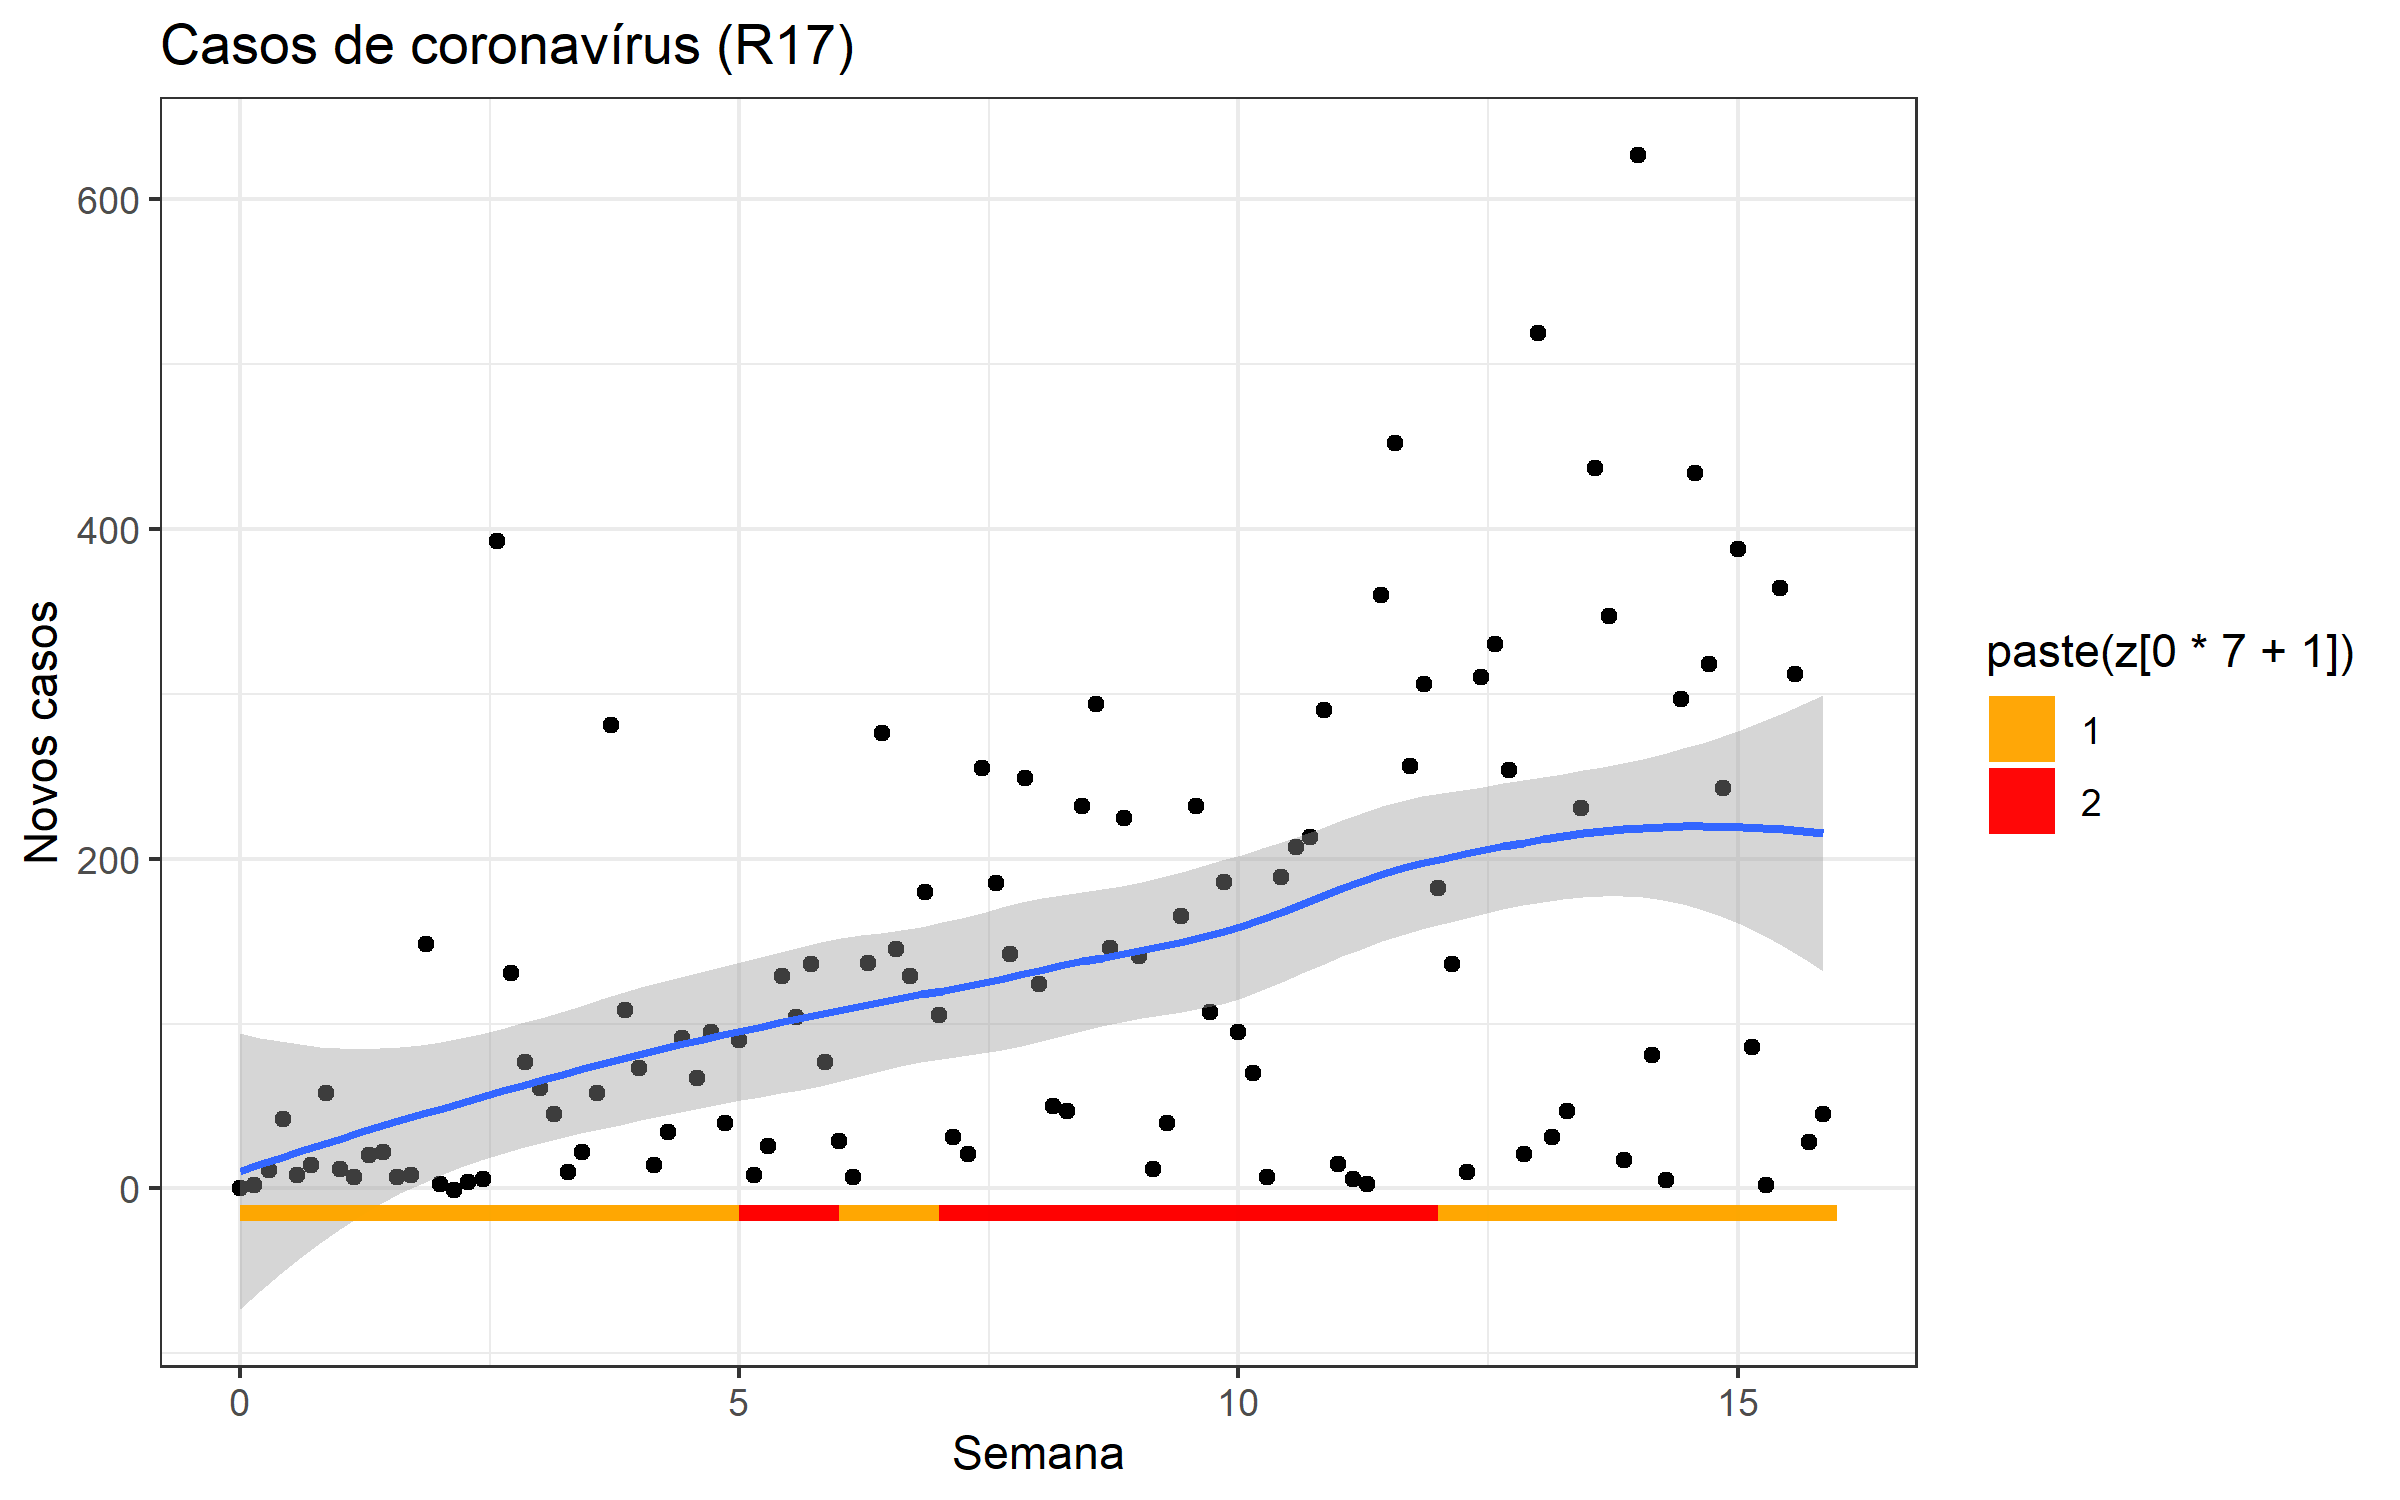 Casos de coronavírus (R17)
Novos casos
600
400
200
0
0 5 10 15
Semana
paste(z[0 * 7 + 1])
1
2